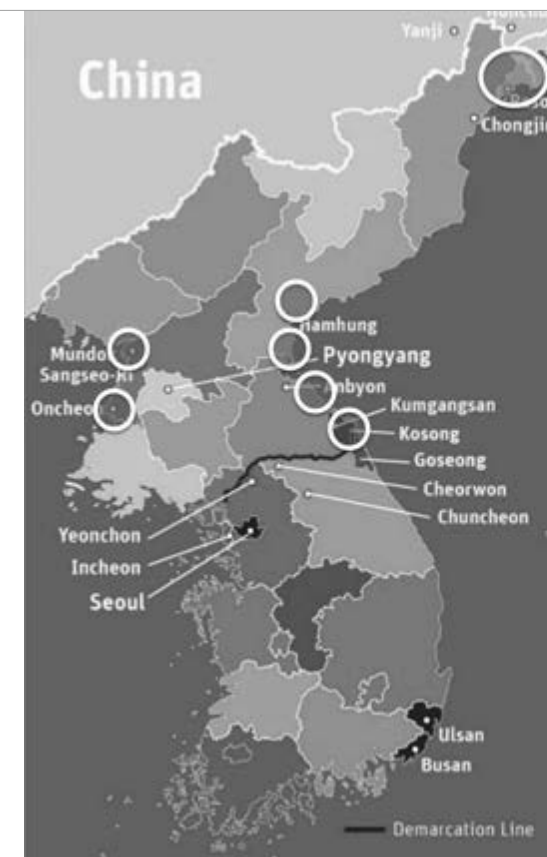 Yanji
China
Chongjin
Hamhung
Mundo
Sangseo-Ri
Pyongyang
Anbyon
Oncheon
Kumgangsan
Kosong
Goseong
Cheorwon
Chuncheon
Yeonchon
Incheon
Seoul
Ulsan
Busan
Demarcation Line